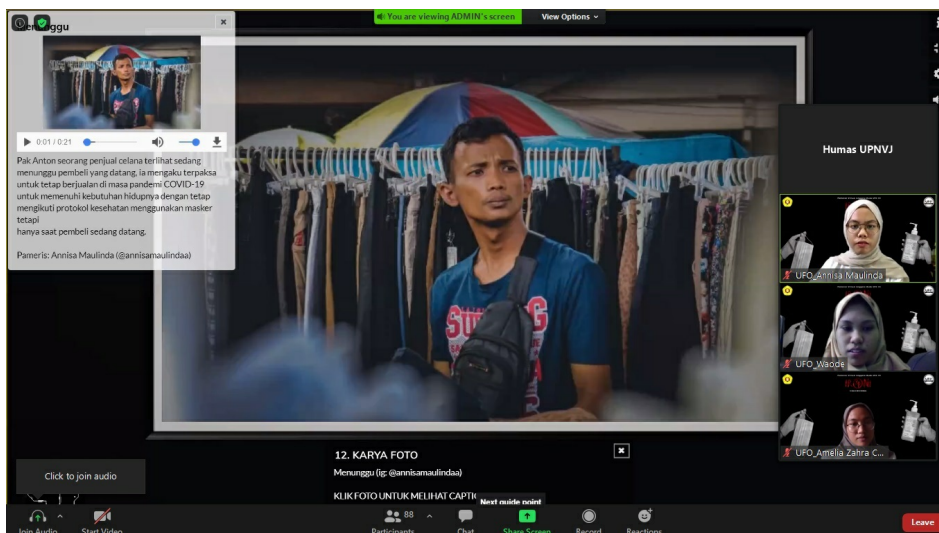 You are viewing ADMIN's screen
View Options
0:01 / 0:21
Pak Anton seorang penjual celana terlihat sedang
menunggu pembeli yang datang, ia mengaku terpaksa
untuk tetap berjualan di masa pandemi COVID-19
untuk memenuhi kebutuhan hidupnya dengan tetap
mengikuti protokol kesehatan menggunakan masker
tetapi
hanya saat pembeli sedang datang.
Pameris: Annisa Maulinda (@annisamaulindaa)
Humas UPNVJ
UFO_Annisa Maulinda
UFO_Waode
UFO_Amelia Zahra C...
12. KARYA FOTO
Menunggu (ig: @annisamaulindaa)
KLIK FOTO UNTUK MELIHAT CAPTI
Next guide point
Click to join audio
Join Audio
Start Video
88
Participants
Chat
Share Screen
Record
Reactions
Leave